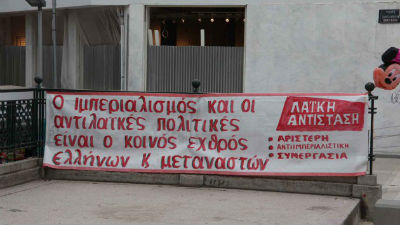 Ο ιμπεριαλισμός και οι
αντιλαϊκές πολιτικές
είναι ο κοινός εχθρός
ελλήνων κ μεταναστών
ΛΑΪΚΗ
ΑΝΤΙΣΤΑΣΗ
ΑΡΙΣΤΕΡΗ
ΑΝΤΙΙΜΠΕΡΙΑΛΙΣΤΙΚΗ
ΣΥΝΕΡΓΑΣΙΑ